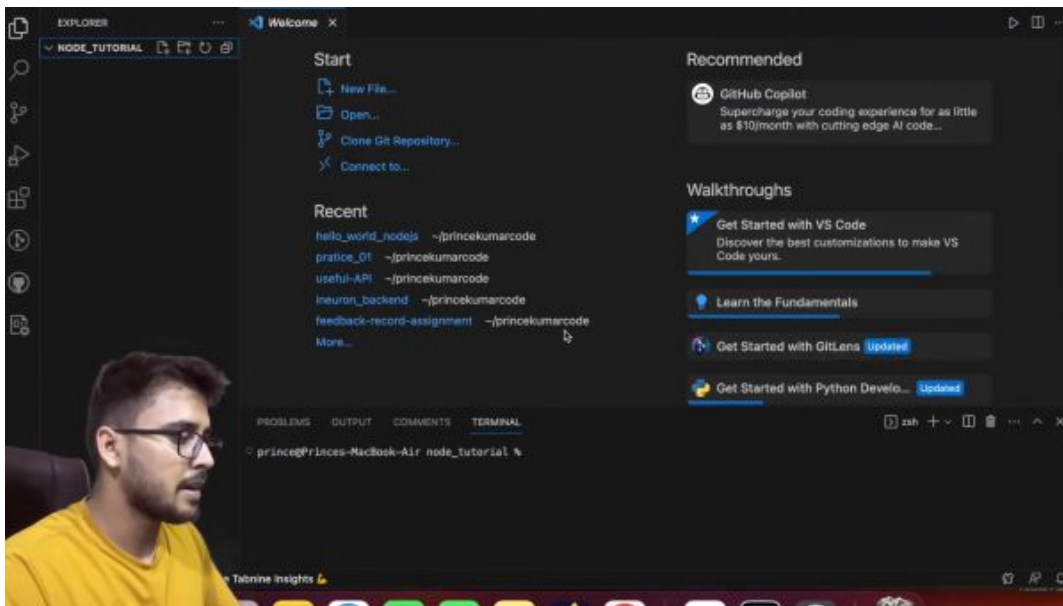 EXPLORER
Welcome
NODE_TUTORIAL
Start
New File...
Open...
Clone Git Repository...
Connect to...
Recent
hello_world_nodejs ~/princekumarcode
pratice_01 ~/princekumarcode
useful-API ~/princekumarcode
ineuron_backend ~/princekumarcode
feedback-record-assignment ~/princekumarcode
More...
Recommended
GitHub Copilot
Supercharge your coding experience for as little
as $10/month with cutting edge AI code...
Walkthroughs
Get Started with VS Code
Discover the best customizations to make VS
Code yours.
Learn the Fundamentals
Get Started with GitLens Updated
Get Started with Python Develo... Updated
PROBLEMS OUTPUT COMMENTS TERMINAL
zsh
prince@Princes-MacBook-Air node_tutorial %
Tabnine Insights